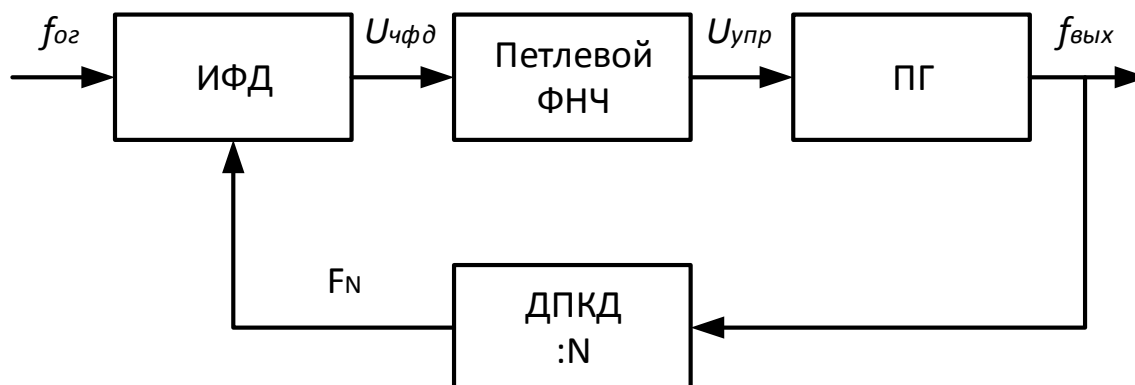 fог
Uчфд
Uупр
fвых
ИФД
Петлевой
ФНЧ
ПГ
FN
ДПКД
:N